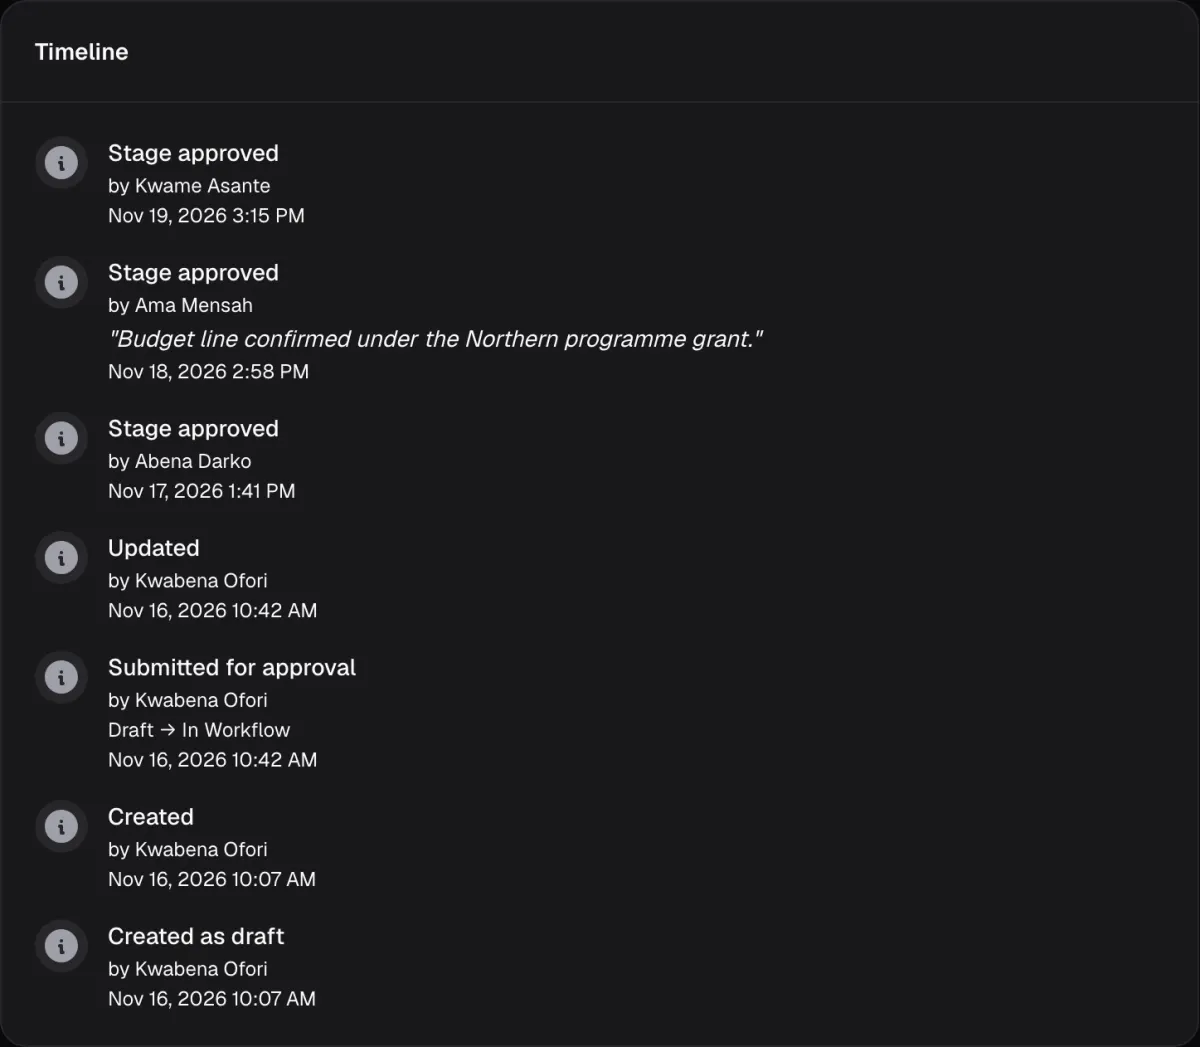 Timeline
Stage approved
by Kwame Asante
Nov 19, 2026 3:15 PM
Stage approved
by Ama Mensah
"Budget line confirmed under the Northern programme grant."
Nov 18, 2026 2:58 PM
Stage approved
by Abena Darko
Nov 17, 2026 1:41 PM
Updated
by Kwabena Ofori
Nov 16, 2026 10:42 AM
Submitted for approval
by Kwabena Ofori
Draft → In Workflow
Nov 16, 2026 10:42 AM
Created
by Kwabena Ofori
Nov 16, 2026 10:07 AM
Created as draft
by Kwabena Ofori
Nov 16, 2026 10:07 AM